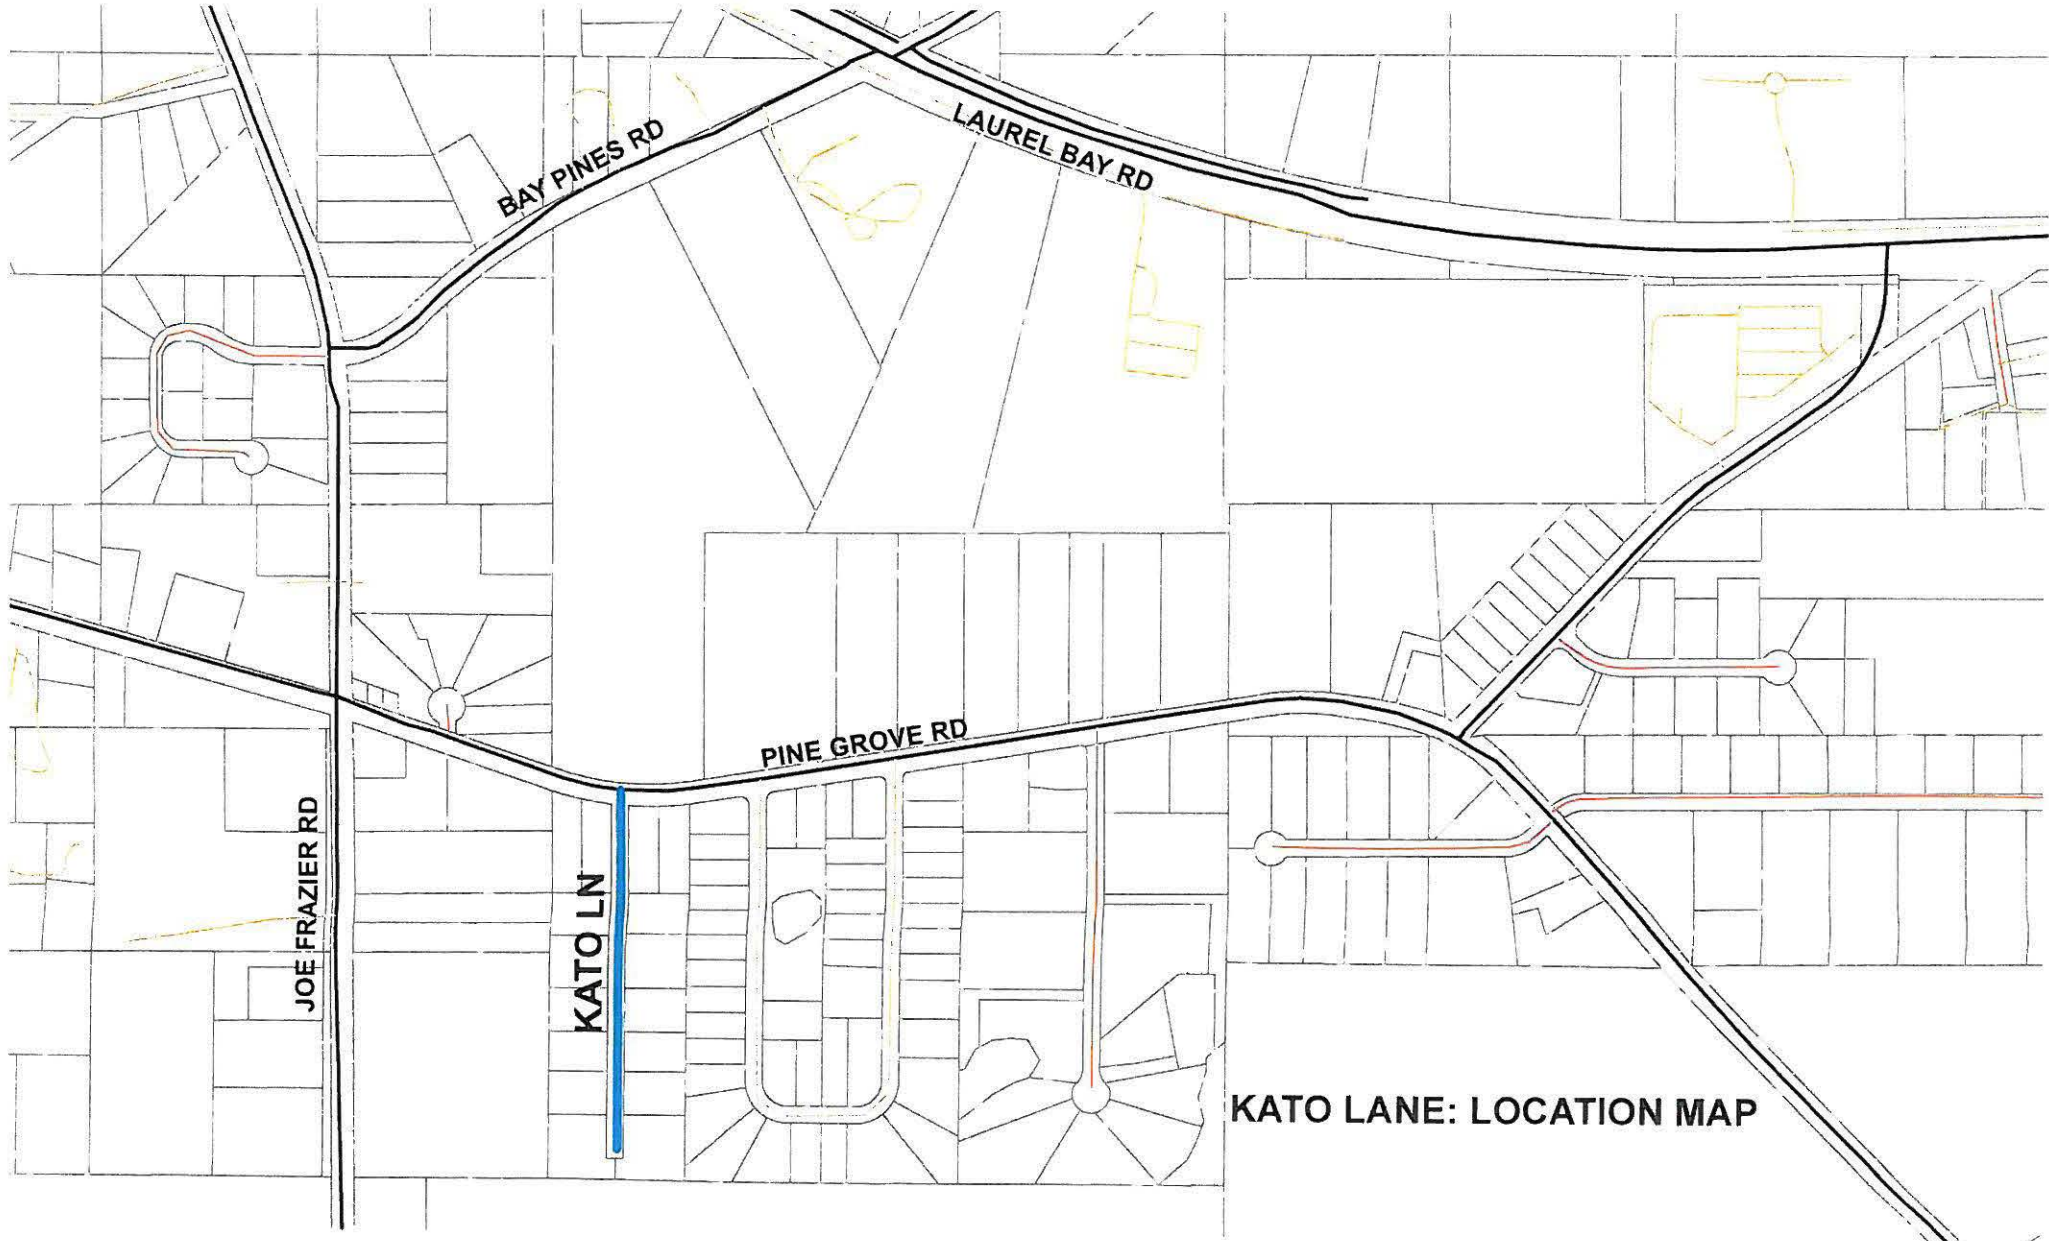 LAUREL BAY RD
BAY PINES RD
PINE GROVE RD
JOE FRAZIER RD
KATO LN
KATO LANE: LOCATION MAP